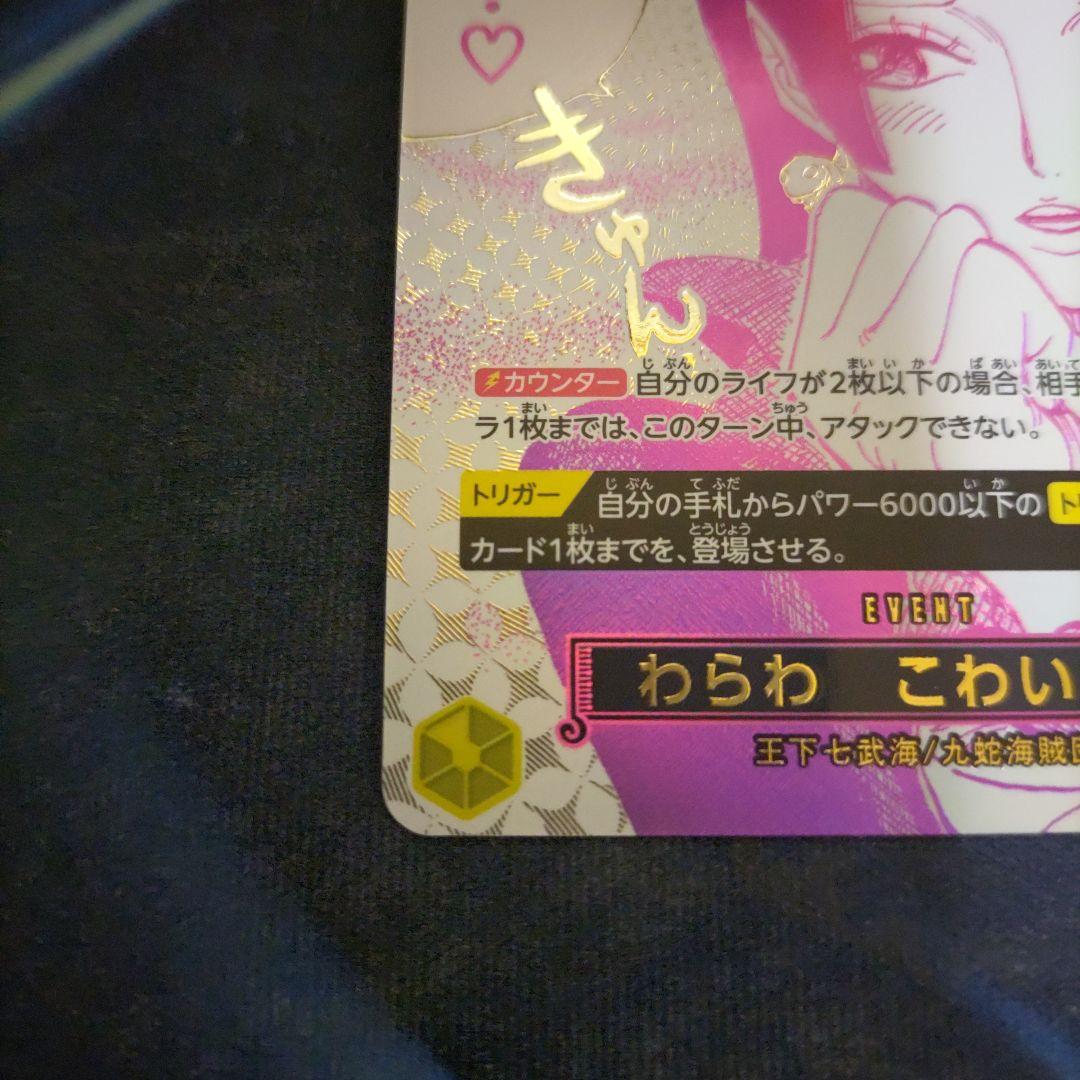 きゅん
カウンター 自分のライフが2枚以下の場合、相手
ラ1枚までは、このターン中、アタックできない。
トリガー 自分の手札からパワー6000以下の ト
カード1枚までを、登場させる。
EVENT
わらわ こわい
王下七武海/九蛇海賊団